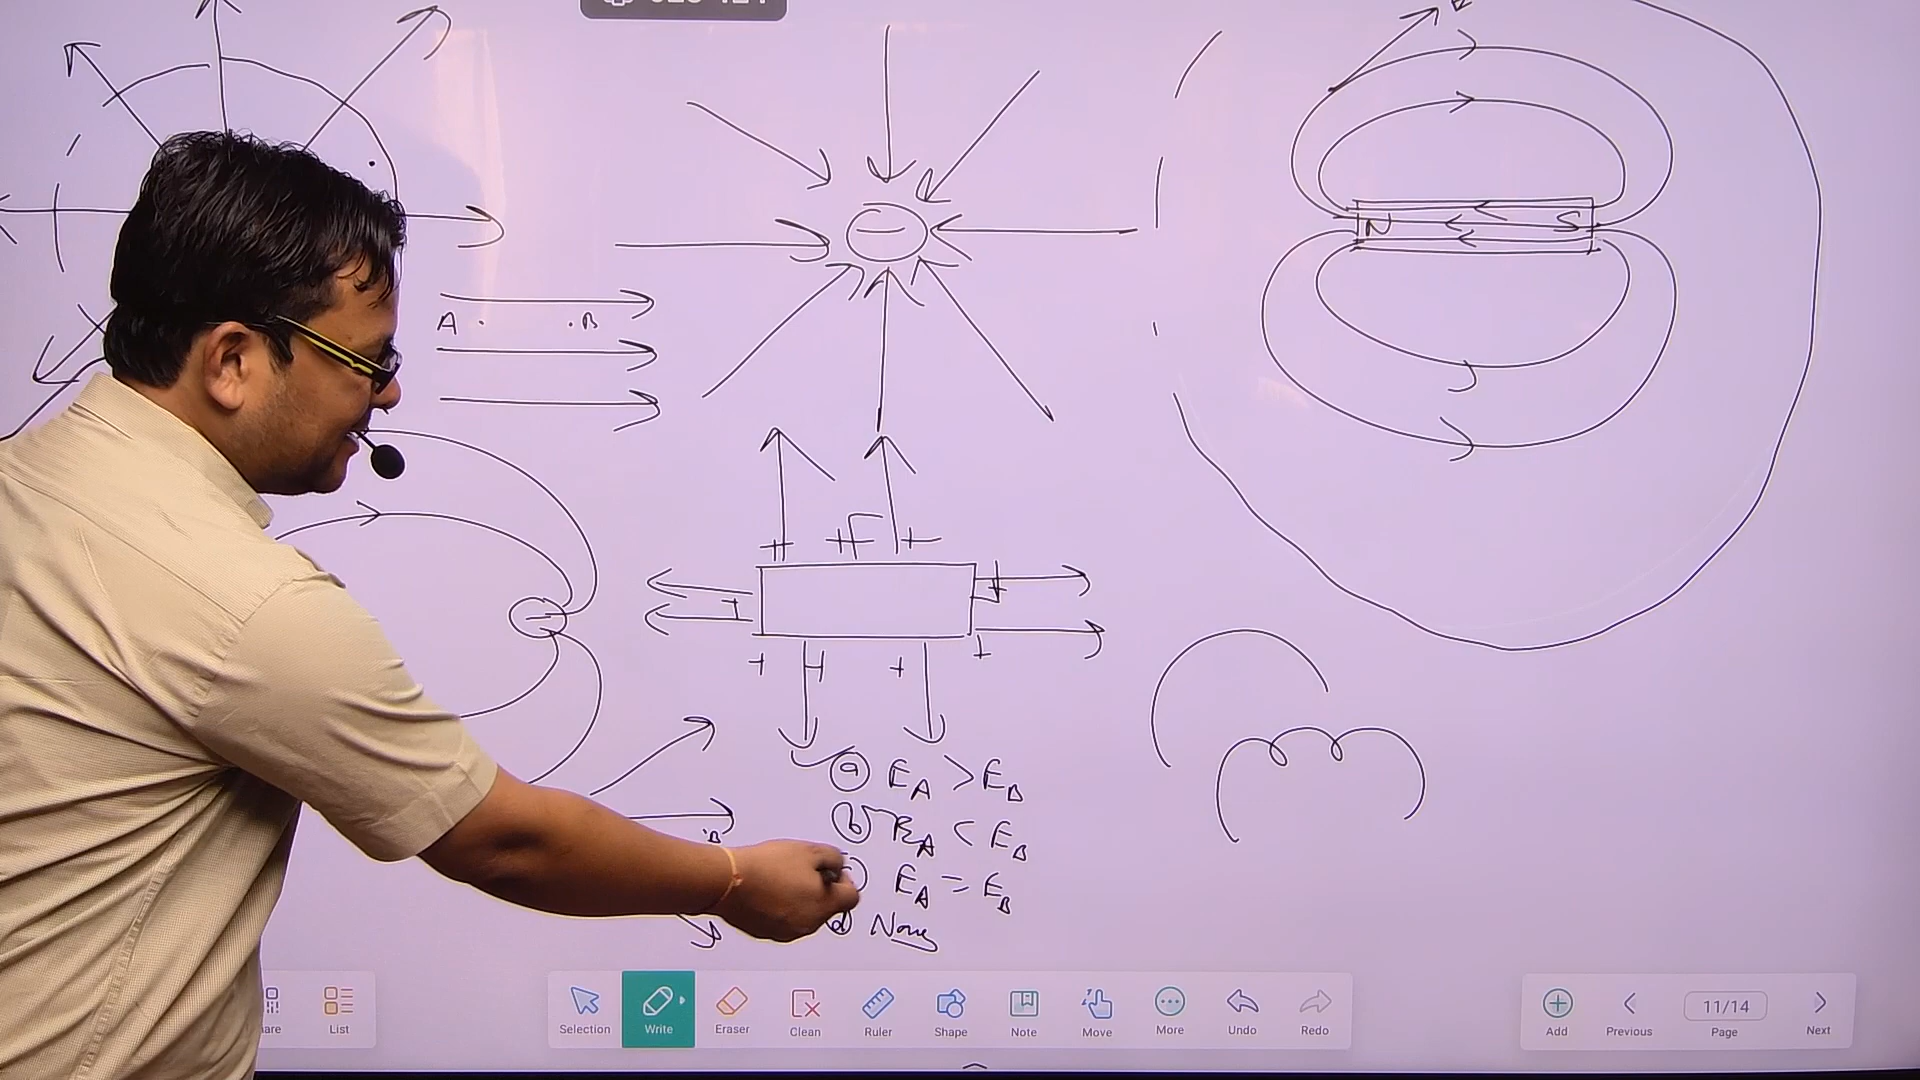 N S
A . . B
+ + +
+ +
+ + +
-
-
(a) E_A > E_B
(b) E_A < E_B
E_A = E_B
(d) None
.B
List
Selection
Write
Eraser
Clean
Ruler
Shape
Note
Move
More
Undo
Redo
Add
Previous
11/14
Page
Next